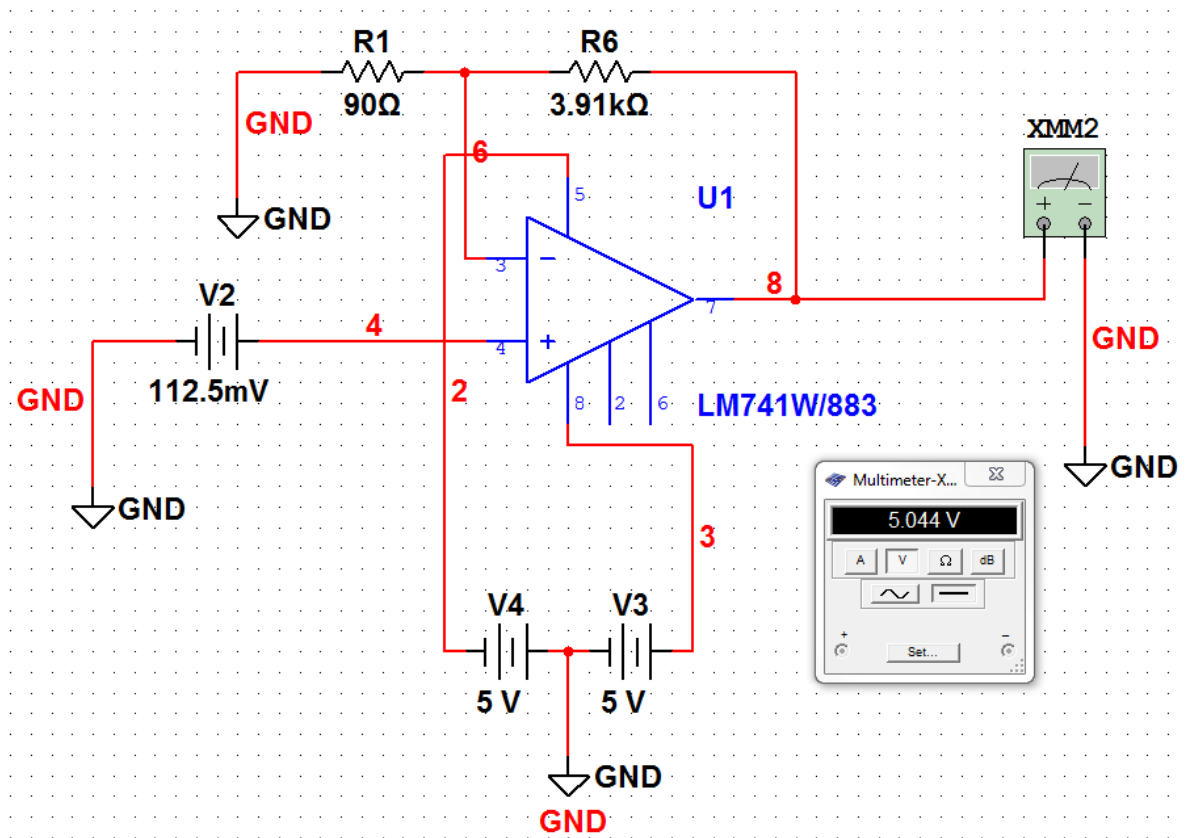 R1
R6
90Ω
3.91kΩ
GND
XMM2
6
5
U1
GND
3
V2
4
8
7
GND
4
112.5mV
2
GND
8
2
6
LM741W/883
GND
GND
Multimeter-X...
5.044 V
A
V
Ω
dB
3
V4
V3
+
−
Set...
5 V
5 V
GND
GND